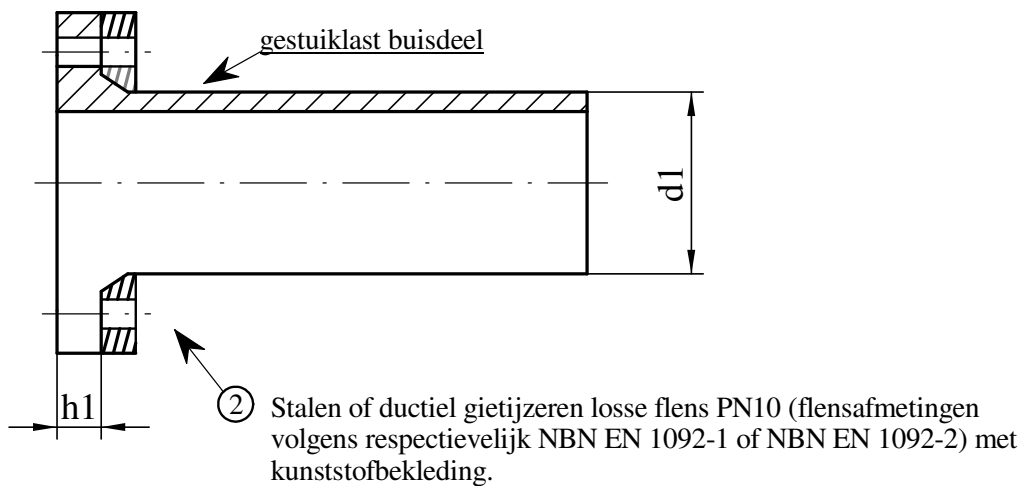 gestuiklast buisdeel
d1
h1
2 Stalen of ductiel gietijzeren losse flens PN10 (flensafmetingen
volgens respectievelijk NBN EN 1092-1 of NBN EN 1092-2) met
kunststofbekleding.